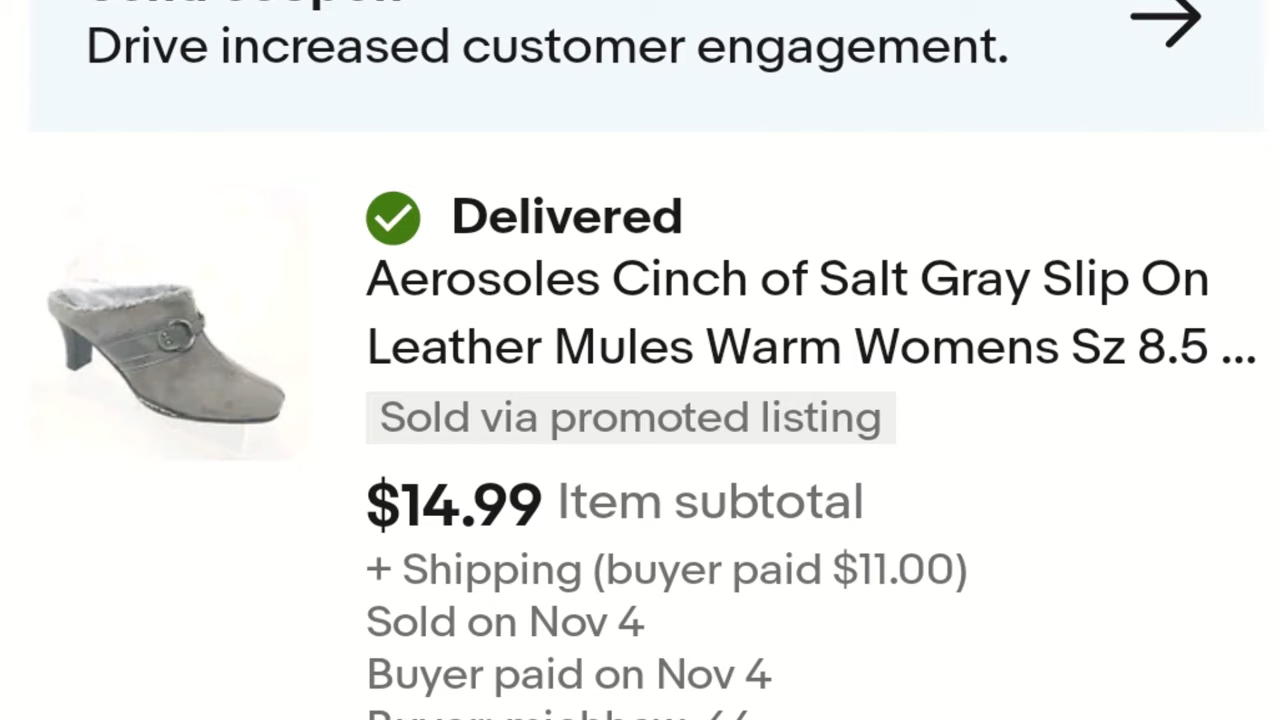 Drive increased customer engagement.
Delivered
Aerosoles Cinch of Salt Gray Slip On
Leather Mules Warm Womens Sz 8.5 ...
Sold via promoted listing
$14.99 Item subtotal
+ Shipping (buyer paid $11.00)
Sold on Nov 4
Buyer paid on Nov 4